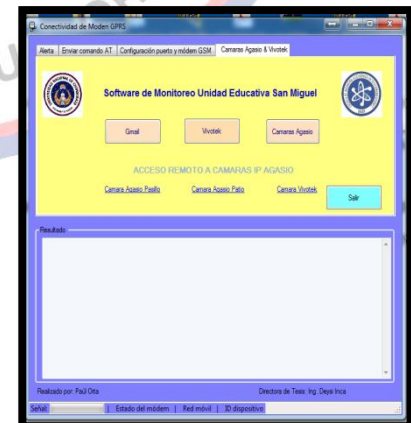 Conectividad de Modem GPRS
Alerta
Enviar comando AT
Configuración puerto y módem GSM
Camaras Agasio & Vivotek
Software de Monitoreo Unidad Educativa San Miguel
Gmail
Vivotek
Camaras Agasio
ACCESO REMOTO A CAMARAS IP AGASIO
Camara Agasio Pasillo
Camara Agasio Patio
Camara Vivotek
Salir
Resultado
Realizado por: Paúl Orta
Directora de Tesis: Ing. Deysi Inca
Señal:
Estado del módem
Red móvil
ID dispositivo